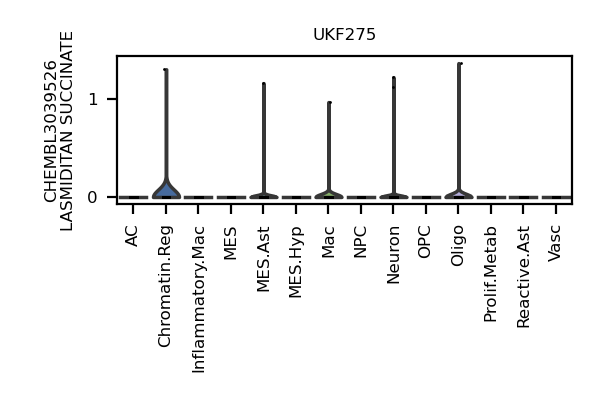 UKF275
CHEMBL3039526
LASMIDITAN SUCCINATE
1
0
AC
Chromatin.Reg
Inflammatory.Mac
MES
MES.Ast
MES.Hyp
Mac
NPC
Neuron
OPC
Oligo
Prolif.Metab
Reactive.Ast
Vasc